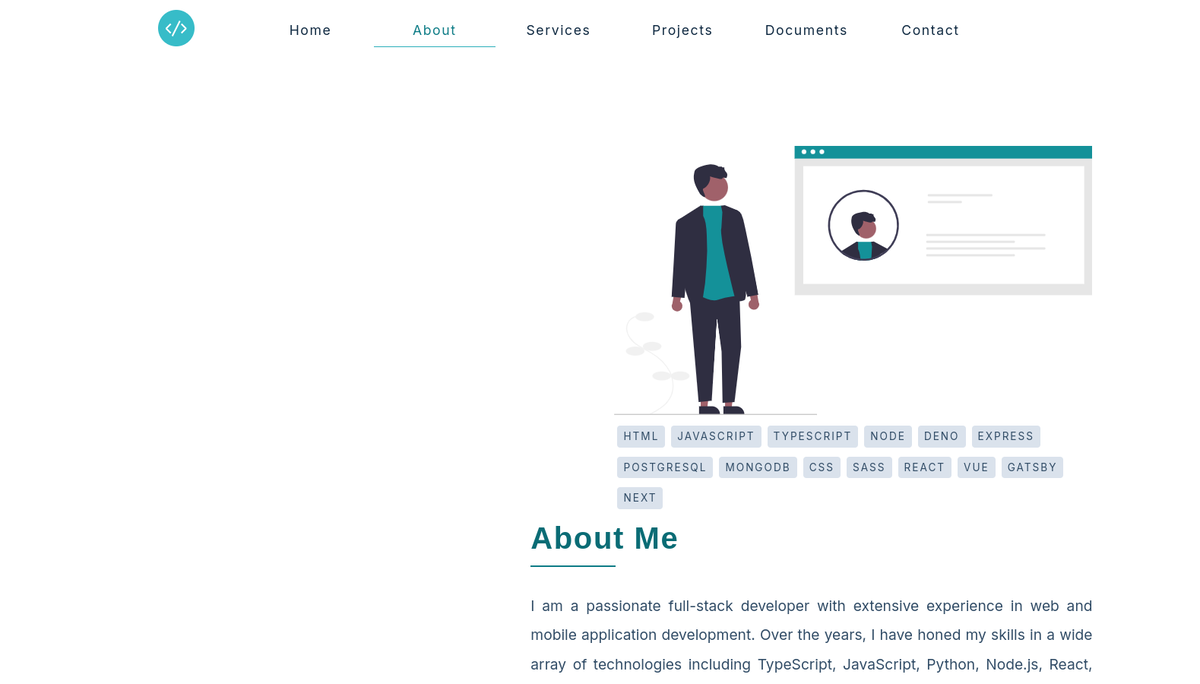 Home About Services Projects Documents Contact
HTML JAVASCRIPT TYPESCRIPT NODE DENO EXPRESS
POSTGRESQL MONGODB CSS SASS REACT VUE GATSBY
NEXT
About Me
I am a passionate full-stack developer with extensive experience in web and
mobile application development. Over the years, I have honed my skills in a wide
array of technologies including TypeScript, JavaScript, Python, Node.js, React,